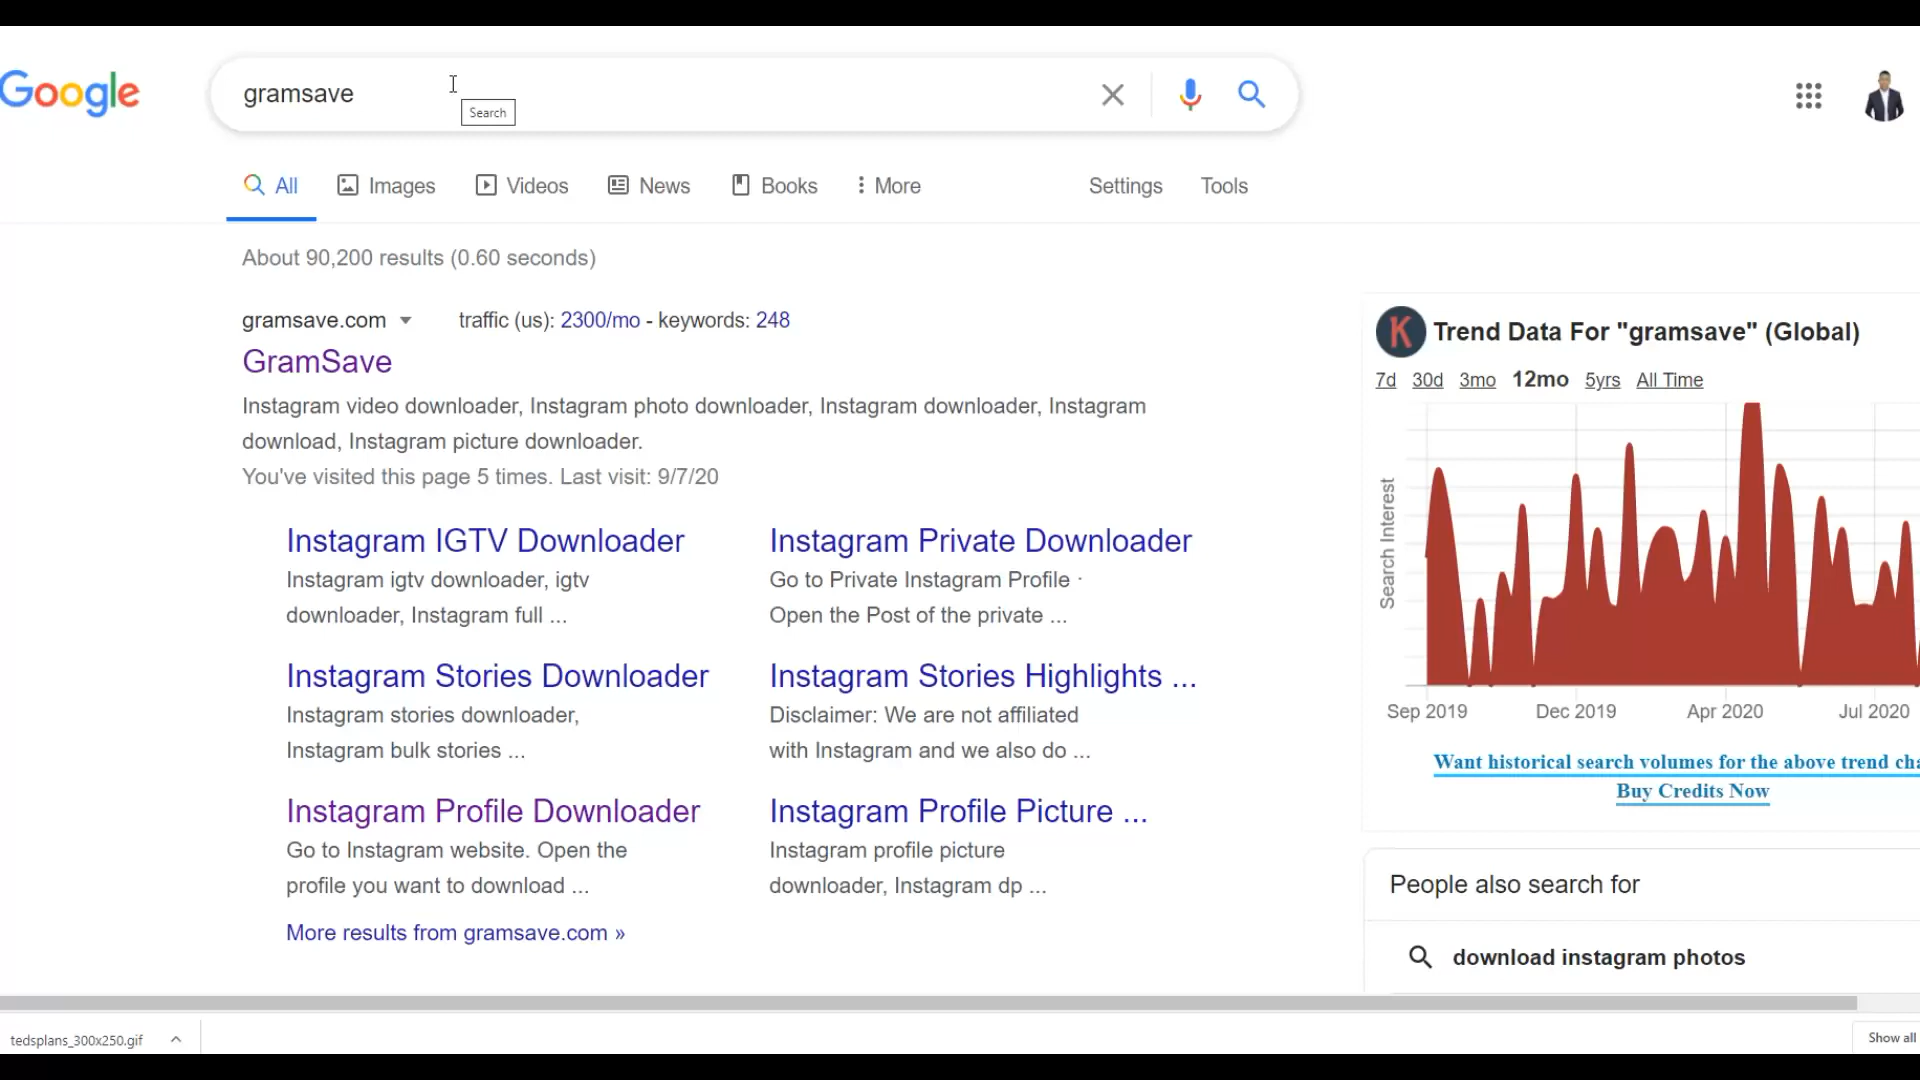 Google
gramsave
Search
All
Images
Videos
News
Books
More
Settings
Tools
About 90,200 results (0.60 seconds)
gramsave.com
traffic (us): 2300/mo - keywords: 248
GramSave
Instagram video downloader, Instagram photo downloader, Instagram downloader, Instagram
download, Instagram picture downloader.
You've visited this page 5 times. Last visit: 9/7/20
Instagram IGTV Downloader
Instagram igtv downloader, igtv
downloader, Instagram full ...
Instagram Private Downloader
Go to Private Instagram Profile ·
Open the Post of the private ...
Instagram Stories Downloader
Instagram stories downloader,
Instagram bulk stories ...
Instagram Stories Highlights ...
Disclaimer: We are not affiliated
with Instagram and we also do ...
Instagram Profile Downloader
Go to Instagram website. Open the
profile you want to download ...
Instagram Profile Picture ...
Instagram profile picture
downloader, Instagram dp ...
More results from gramsave.com »
K
Trend Data For "gramsave" (Global)
7d 30d 3mo 12mo 5yrs All Time
Search Interest
Sep 2019 Dec 2019 Apr 2020 Jul 2020
Want historical search volumes for the above trend cha
Buy Credits Now
People also search for
download instagram photos
tedsplans_300x250.gif
Show all